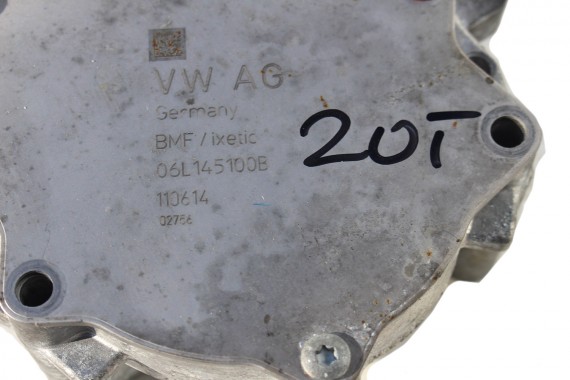 VW AG
Germany
BMF / ixetic
06L145100B
110614
02756
20T